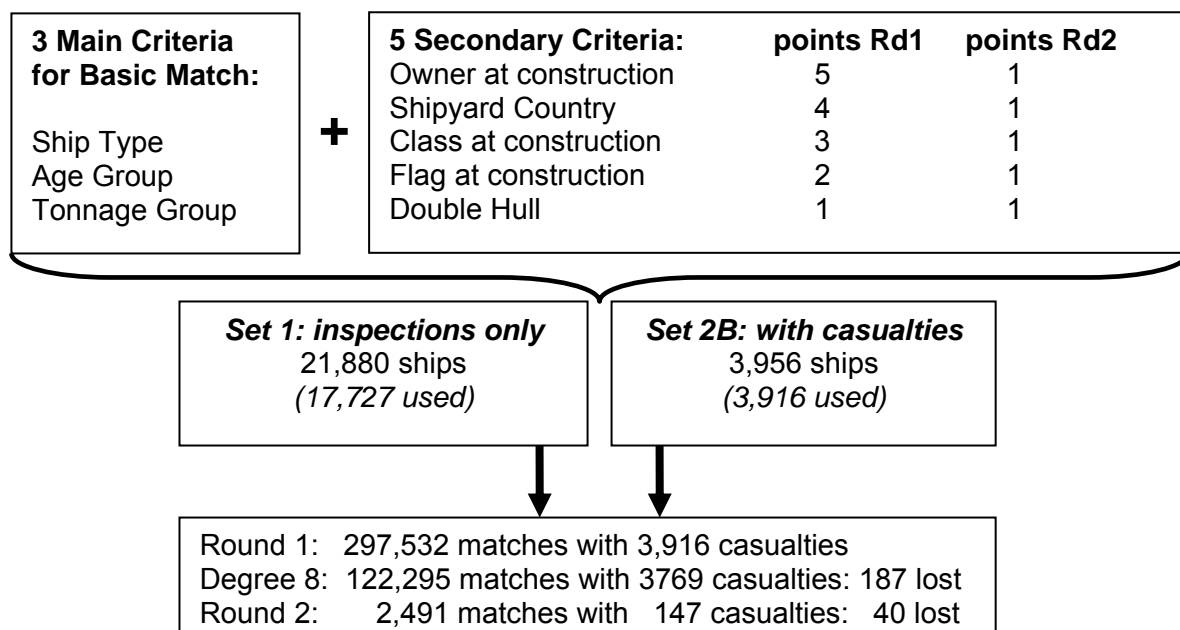 3 Main Criteria
for Basic Match:
Ship Type
Age Group
Tonnage Group
+
5 Secondary Criteria: points Rd1 points Rd2
Owner at construction 5 1
Shipyard Country 4 1
Class at construction 3 1
Flag at construction 2 1
Double Hull 1 1
Set 1: inspections only
21,880 ships
(17,727 used)
Set 2B: with casualties
3,956 ships
(3,916 used)
Round 1: 297,532 matches with 3,916 casualties
Degree 8: 122,295 matches with 3769 casualties: 187 lost
Round 2: 2,491 matches with 147 casualties: 40 lost